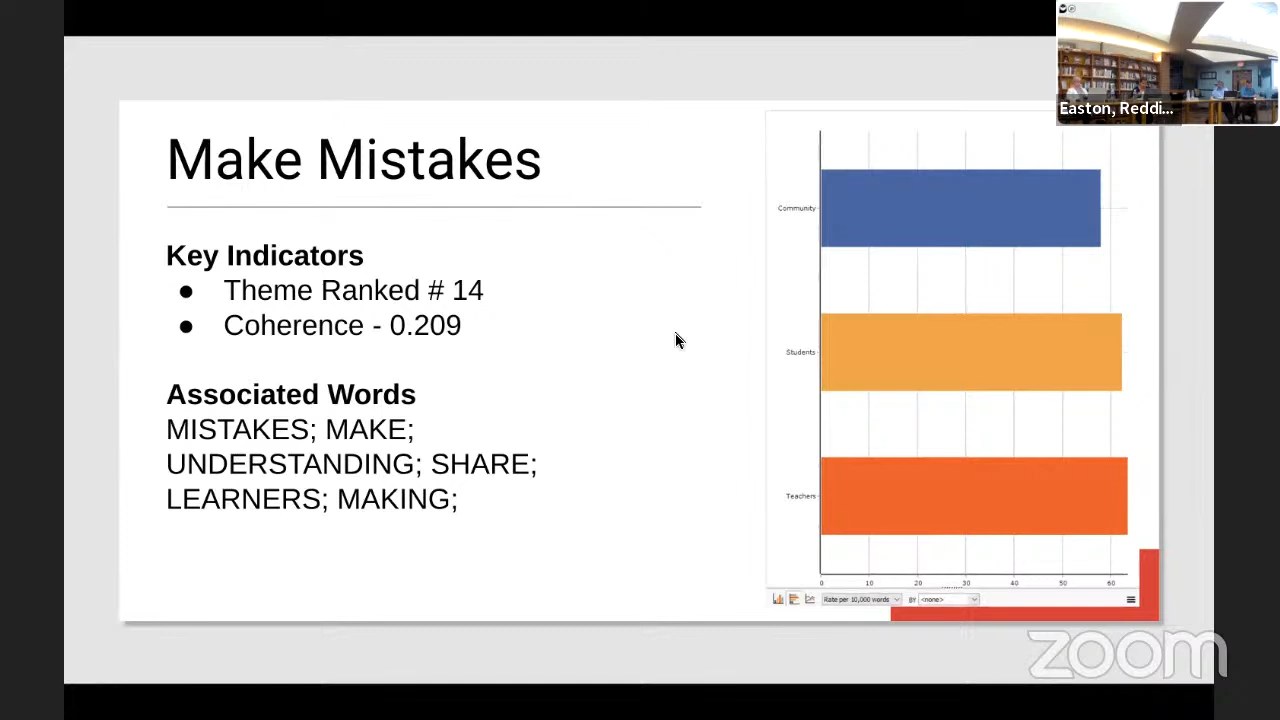 Easton, Reddi...
Make Mistakes
Key Indicators
● Theme Ranked # 14
● Coherence - 0.209
Associated Words
MISTAKES; MAKE;
UNDERSTANDING; SHARE;
LEARNERS; MAKING;
Community
Students
Teachers
0 10 20 30 40 50 60
Rate per 10,000 words BY <none>
zoom